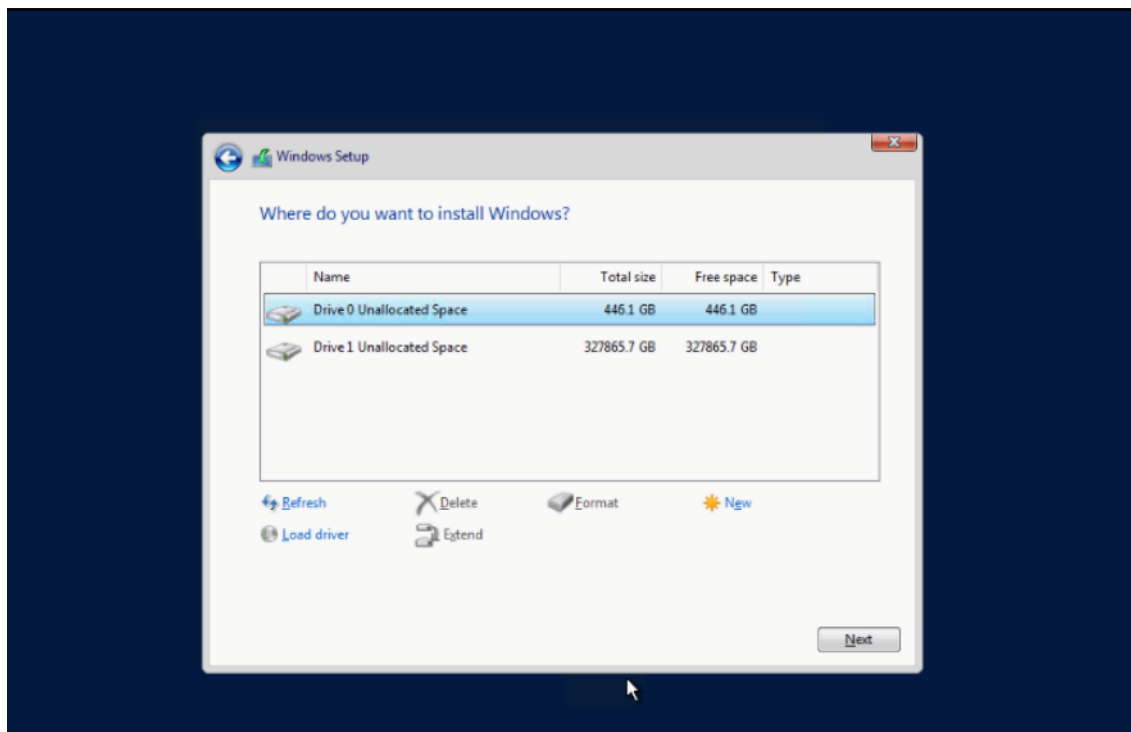 Windows Setup
Where do you want to install Windows?
Name Total size Free space Type
Drive 0 Unallocated Space 446.1 GB 446.1 GB
Drive 1 Unallocated Space 327865.7 GB 327865.7 GB
Refresh Delete Format New
Load driver Extend
Next